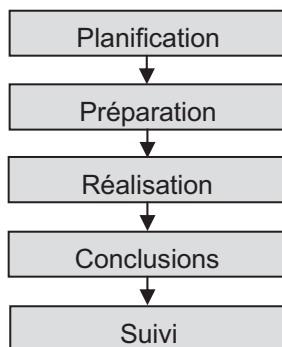 Planification
Préparation
Réalisation
Conclusions
Suivi